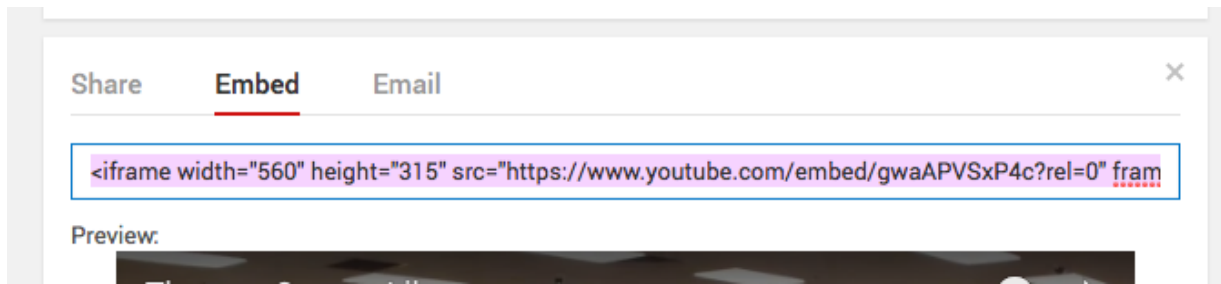 Share Embed Email
<iframe width="560" height="315" src="https://www.youtube.com/embed/gwaAPVSxP4c?rel=0" fram
Preview: